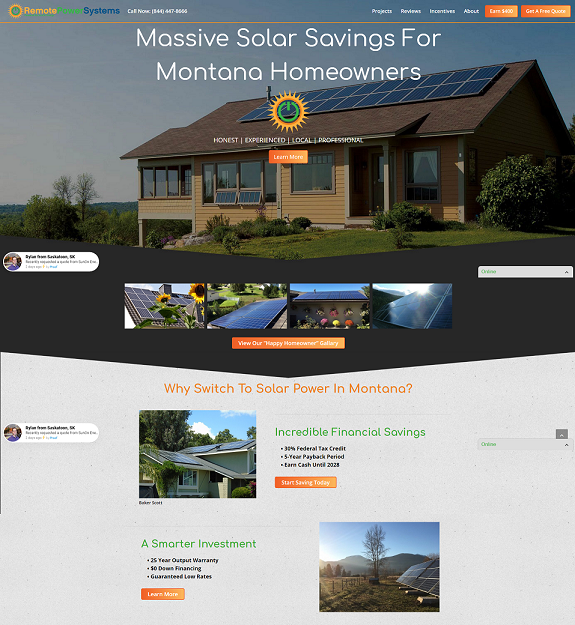 RemotePower Systems
Call Now: (844) 447-8666
Projects
Reviews
Incentives
About
Earn $400
Get A Free Quote
Massive Solar Savings For
Montana Homeowners
HONEST | EXPERIENCED | LOCAL | PROFESSIONAL
Learn More
Dylan from Saskatoon, SK
Recently requested a quote from SunOn Ene..
Online
View Our "Happy Homeowner" Gallary
Why Switch To Solar Power In Montana?
Dylan from Saskatoon, SK
Recently requested a quote from SunOn Ene..
Online
Incredible Financial Savings
• 30% Federal Tax Credit
• 5-Year Payback Period
• Earn Cash Until 2028
Start Saving Today
Baker Scott
A Smarter Investment
• 25 Year Output Warranty
• $0 Down Financing
• Guaranteed Low Rates
Learn More